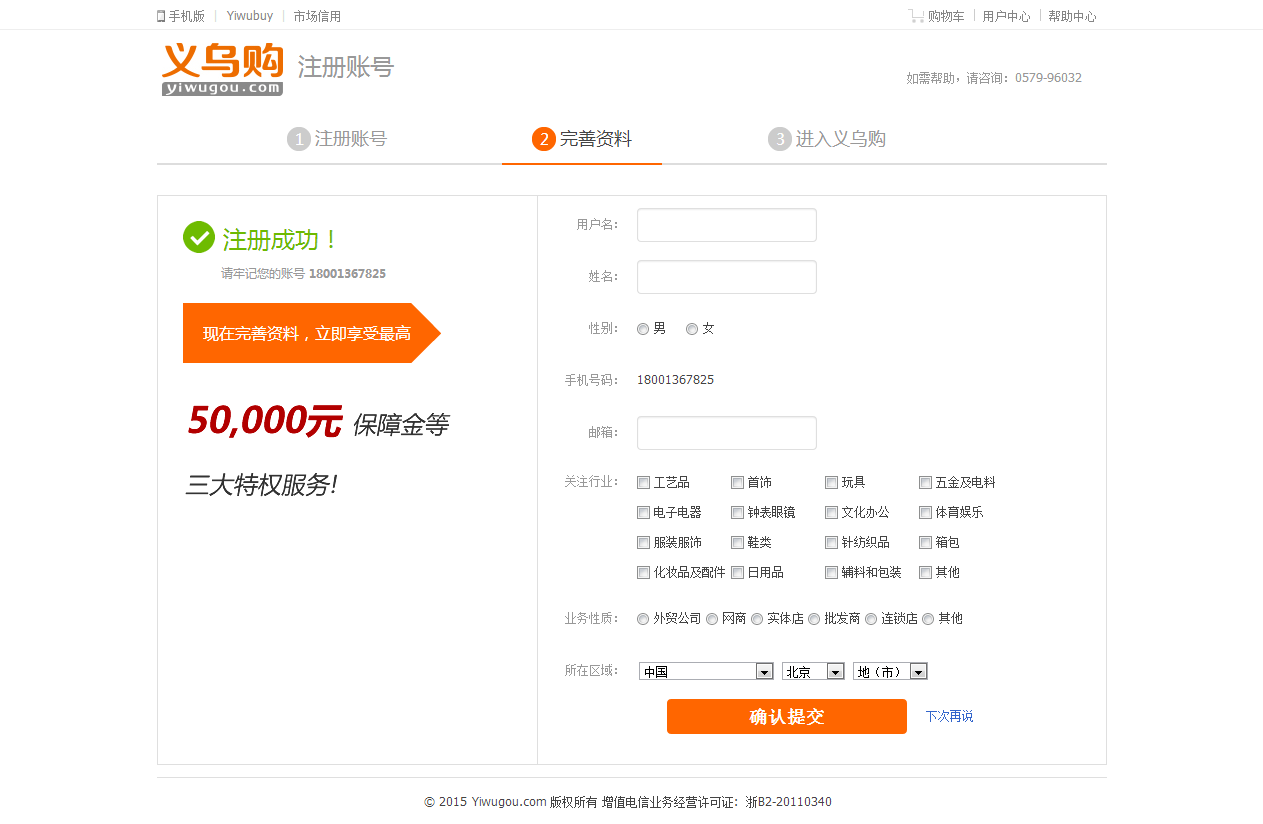 手机版 Yiwubuy 市场信用 购物车 用户中心 帮助中心
义乌购 注册账号
yiwugou.com
如需帮助，请咨询：0579-96032
1 注册账号 2 完善资料 3 进入义乌购
注册成功！
请牢记您的账号 18001367825
现在完善资料，立即享受最高
50,000元 保障金等
三大特权服务!
用户名：
姓名：
性别： 男 女
手机号码： 18001367825
邮箱：
关注行业： 工艺品 首饰 玩具 五金及电料
电子电器 钟表眼镜 文化办公 体育娱乐
服装服饰 鞋类 针纺织品 箱包
化妆品及配件 日用品 辅料和包装 其他
业务性质： 外贸公司 网商 实体店 批发商 连锁店 其他
所在区域： 中国 北京 地（市）
确认提交 下次再说
© 2015 Yiwugou.com 版权所有 增值电信业务经营许可证：浙B2-20110340